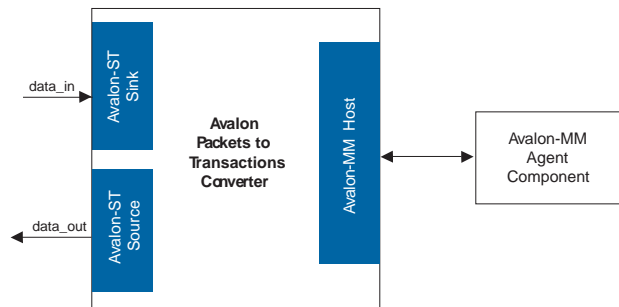 data_in
Avalon-ST
Sink
data_out
Avalon-ST
Source
Avalon
Packets to
Transactions
Converter
Avalon-MM Host
Avalon-MM
Agent
Component